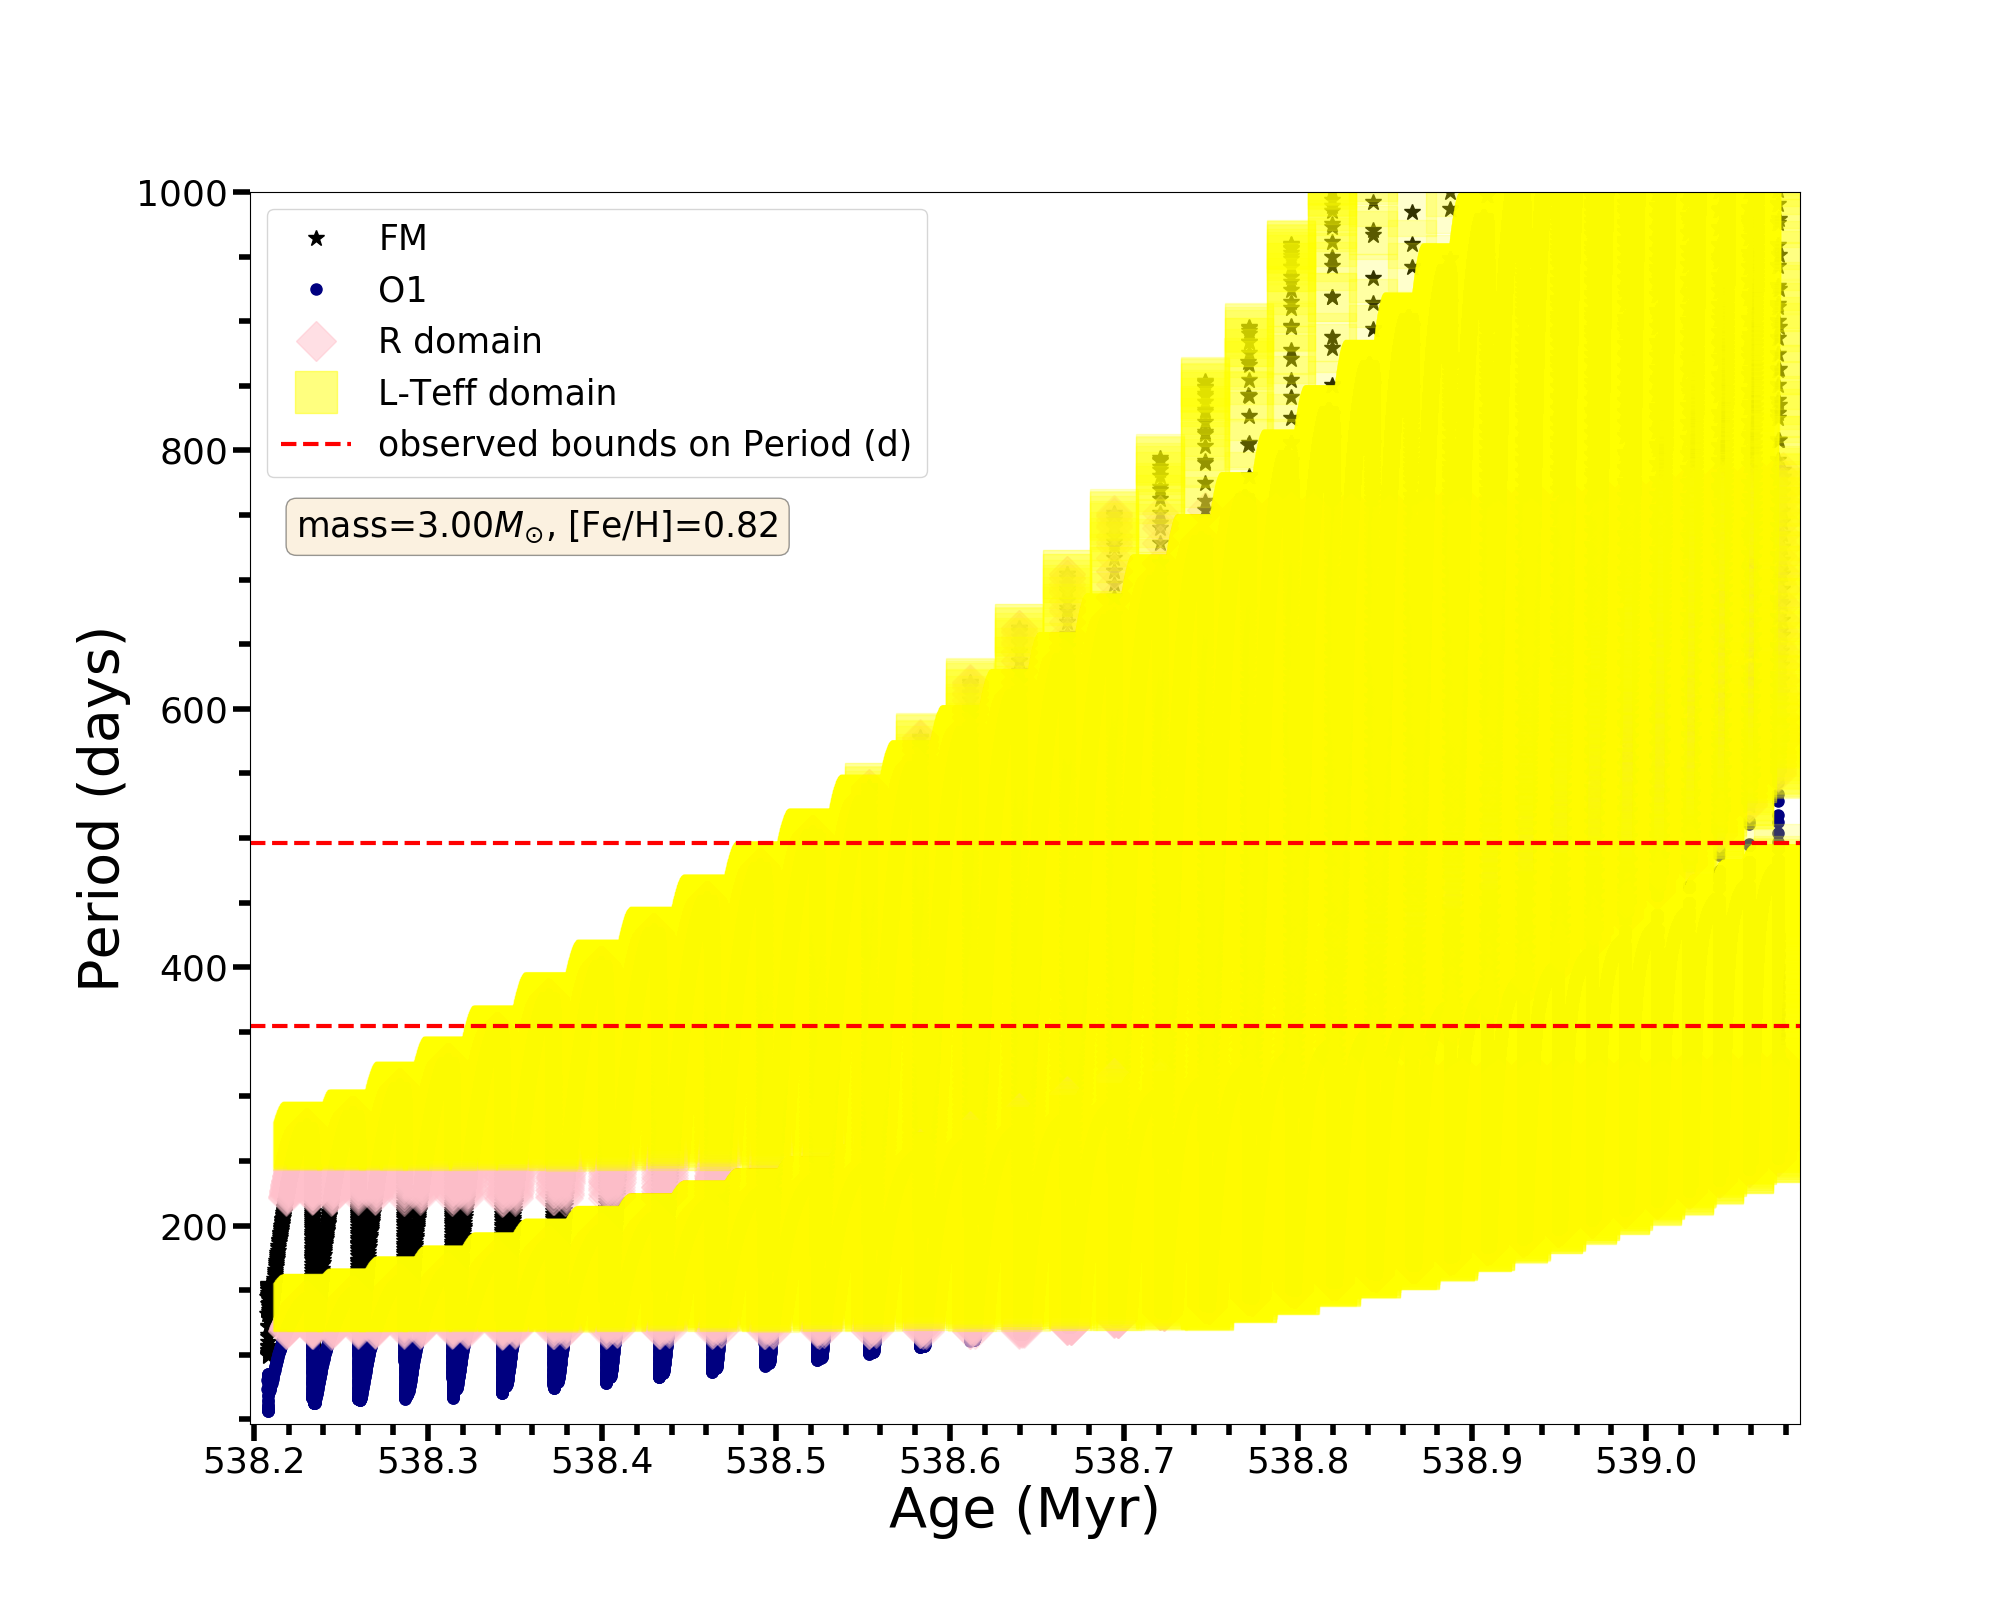 1000
800
600
400
200
Period (days)
FM
O1
R domain
L-Teff domain
observed bounds on Period (d)
mass=3.00M⊙, [Fe/H]=0.82
538.2 538.3 538.4 538.5 538.6 538.7 538.8 538.9 539.0
Age (Myr)